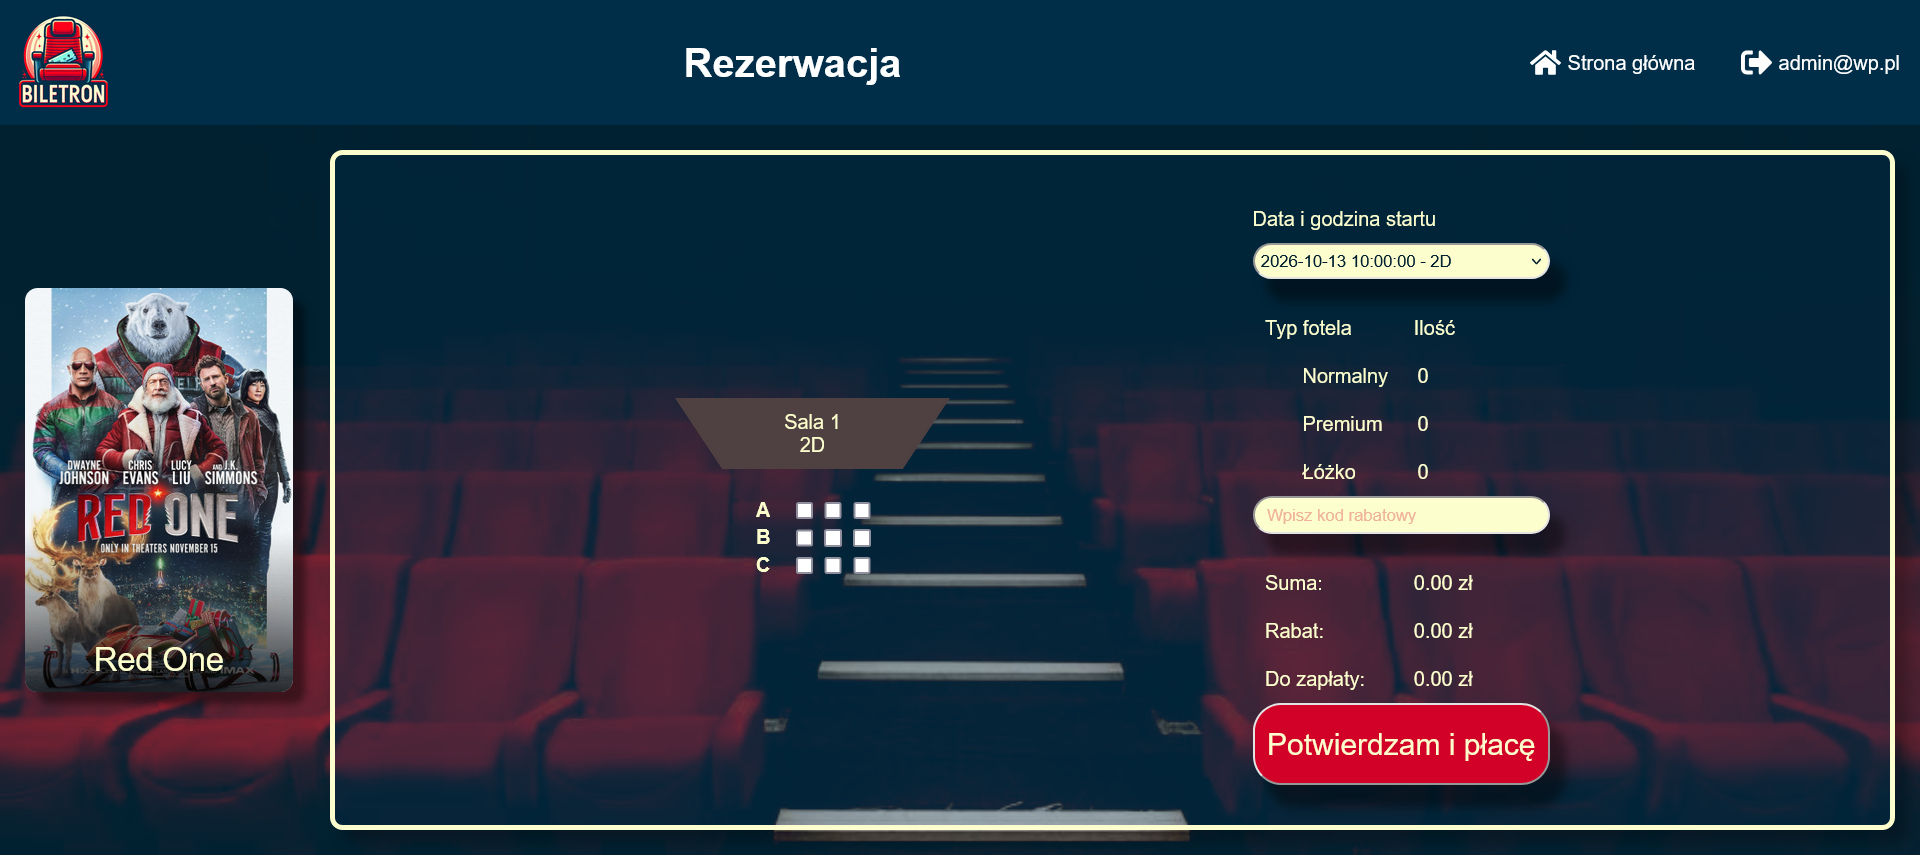 BILETRON
Rezerwacja
Strona główna
admin@wp.pl
DWAYNE JOHNSON
CHRIS EVANS
LUCY LIU
AND J.K. SIMMONS
RED ONE
ONLY IN THEATERS NOVEMBER 15
Red One
Sala 1
2D
A
B
C
Data i godzina startu
2026-10-13 10:00:00 - 2D
Typ fotela Ilość
Normalny 0
Premium 0
Łóżko 0
Wpisz kod rabatowy
Suma: 0.00 zł
Rabat: 0.00 zł
Do zapłaty: 0.00 zł
Potwierdzam i płacę